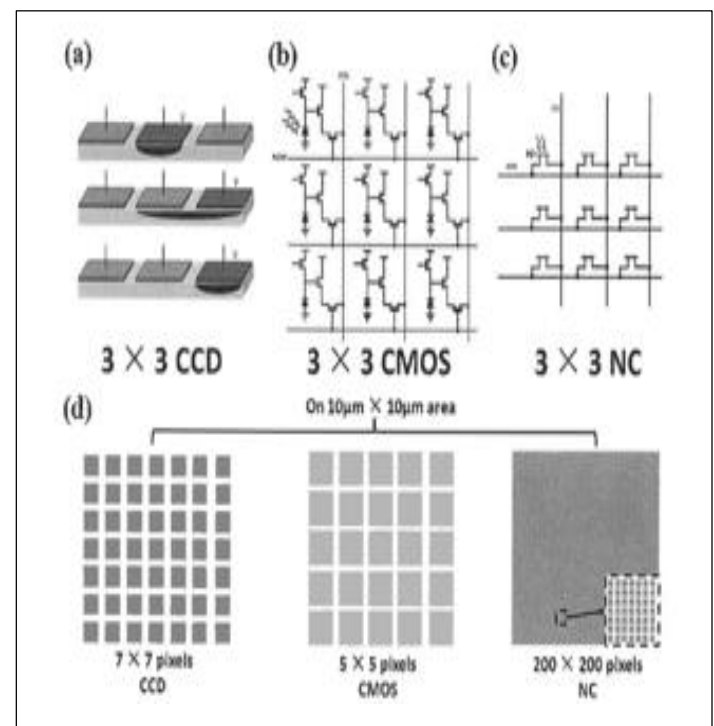 (a)
(b)
(c)
3 × 3 CCD
3 × 3 CMOS
3 × 3 NC
(d)
On 10μm × 10μm area
7 × 7 pixels
CCD
5 × 5 pixels
CMOS
200 × 200 pixels
NC